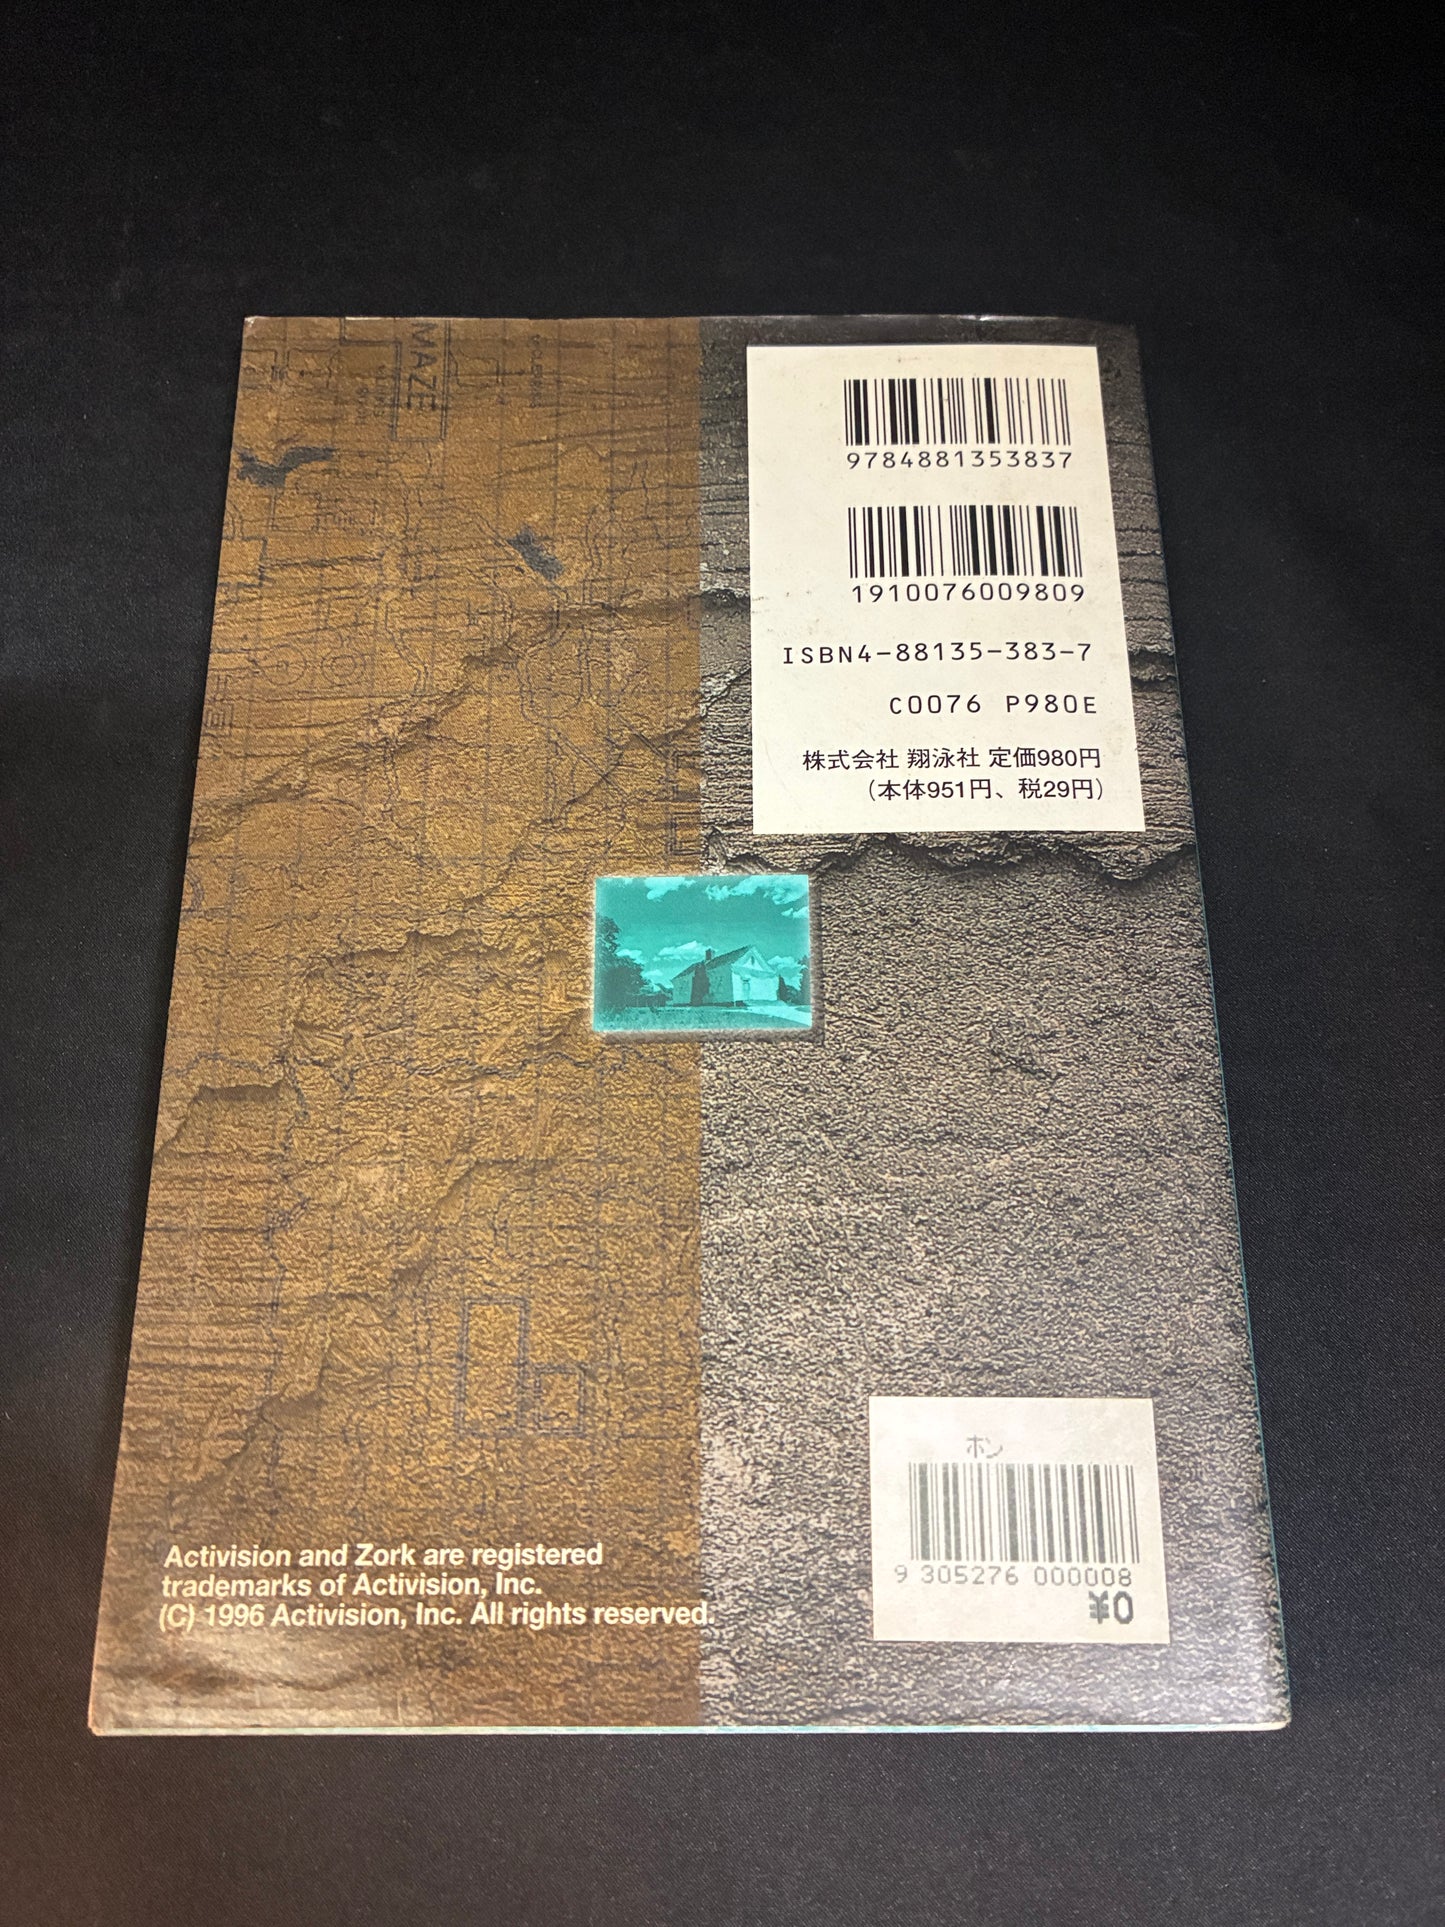 MAZE
9784881353837
1910076009809
ISBN4-88135-383-7
C0076 P980E
株式会社 翔泳社 定価980円
(本体951円、税29円)
ホン
9 305276 000008
¥0
Activision and Zork are registered
trademarks of Activision, Inc.
(C) 1996 Activision, Inc. All rights reserved.